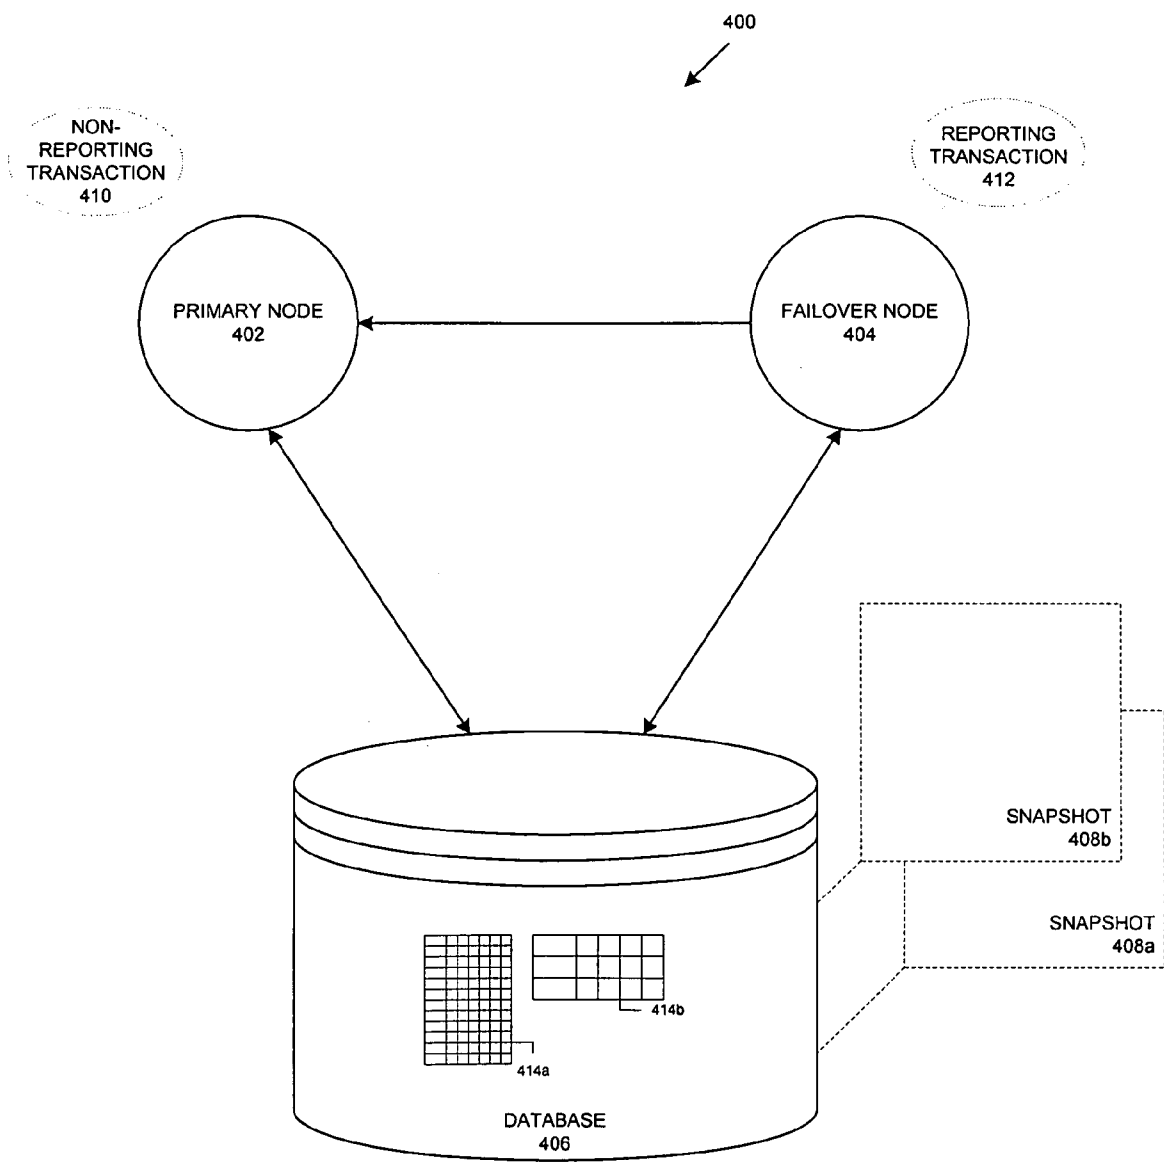 400
NON-
REPORTING
TRANSACTION
410
REPORTING
TRANSACTION
412
PRIMARY NODE
402
FAILOVER NODE
404
SNAPSHOT
408b
SNAPSHOT
408a
414b
414a
DATABASE
406